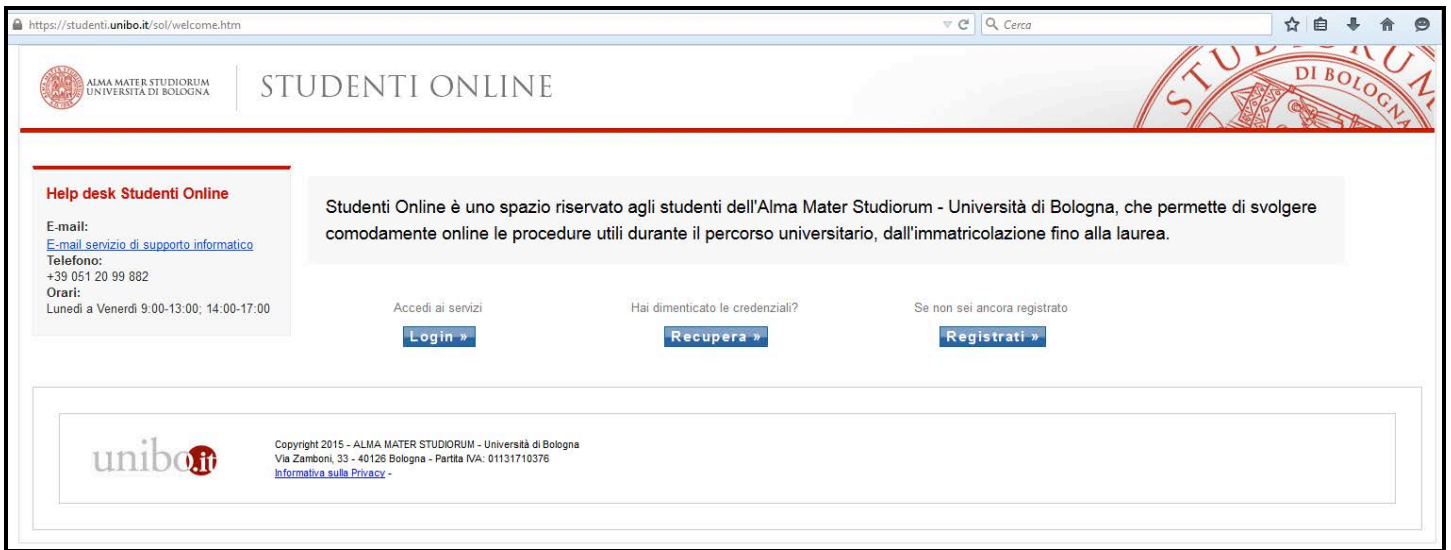 https://studenti.unibo.it/sol/welcome.htm
Cerca
ALMA MATER STUDIORUM
UNIVERSITÀ DI BOLOGNA
STUDENTI ONLINE
STUDIORUM
DI BOLOGNA
Help desk Studenti Online
E-mail:
E-mail servizio di supporto informatico
Telefono:
+39 051 20 99 882
Orari:
Lunedì a Venerdì 9:00-13:00; 14:00-17:00
Studenti Online è uno spazio riservato agli studenti dell'Alma Mater Studiorum - Università di Bologna, che permette di svolgere
comodamente online le procedure utili durante il percorso universitario, dall'immatricolazione fino alla laurea.
Accedi ai servizi
Login »
Hai dimenticato le credenziali?
Recupera »
Se non sei ancora registrato
Registrati »
unibo.it
Copyright 2015 - ALMA MATER STUDIORUM - Università di Bologna
Via Zamboni, 33 - 40126 Bologna - Partita IVA: 01131710376
Informativa sulla Privacy -